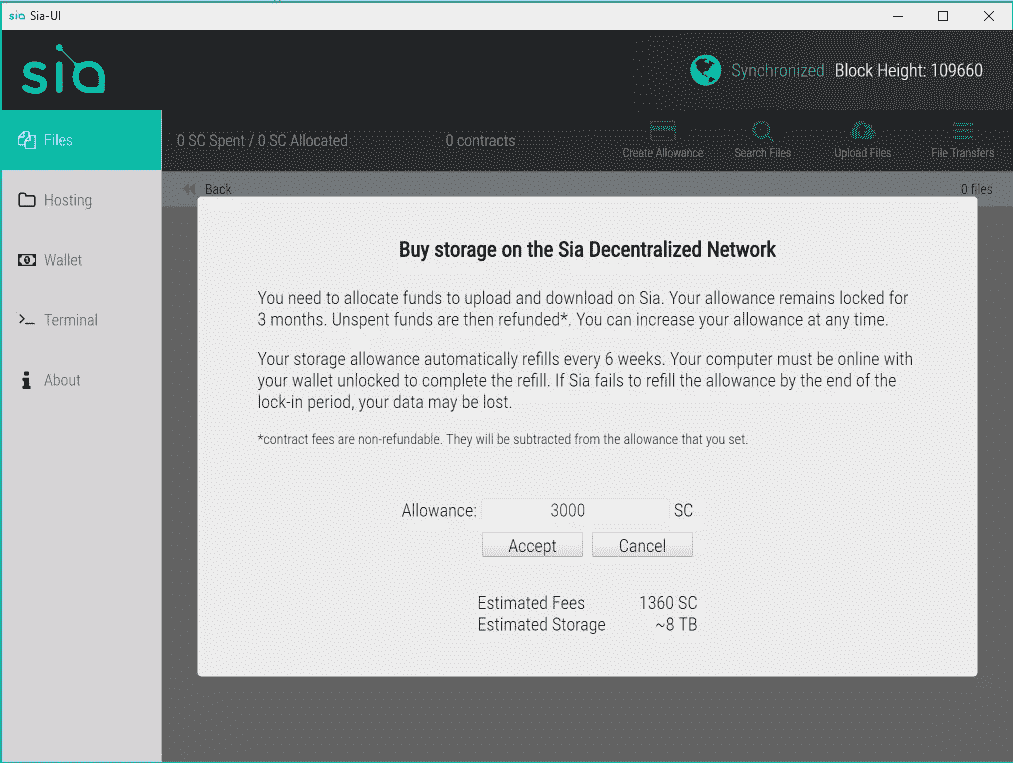 sia Sia-UI
sia
Synchronized Block Height: 109660
Files
0 SC Spent / 0 SC Allocated
0 contracts
Create Allowance
Search Files
Upload Files
File Transfers
Back
0 files
Hosting
Wallet
Terminal
About
Buy storage on the Sia Decentralized Network
You need to allocate funds to upload and download on Sia. Your allowance remains locked for
3 months. Unspent funds are then refunded*. You can increase your allowance at any time.
Your storage allowance automatically refills every 6 weeks. Your computer must be online with
your wallet unlocked to complete the refill. If Sia fails to refill the allowance by the end of the
lock-in period, your data may be lost.
*contract fees are non-refundable. They will be subtracted from the allowance that you set.
Allowance: 3000 SC
Accept
Cancel
Estimated Fees 1360 SC
Estimated Storage ~8 TB